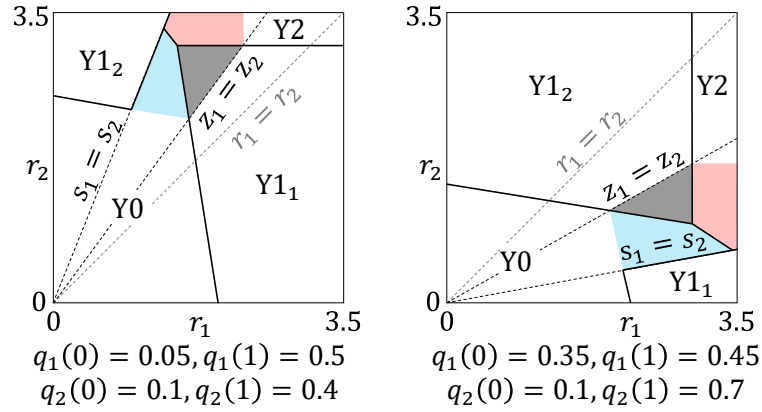 3.5
Y1₂
Y2
z₁ = z₂
r₁ = r₂
s₁ = s₂
r₂
Y0
Y1₁
0
0
r₁
3.5
q₁(0) = 0.05, q₁(1) = 0.5
q₂(0) = 0.1, q₂(1) = 0.4
3.5
Y1₂
Y2
r₁ = r₂
z₁ = z₂
r₂
Y0
s₁ = s₂
Y1₁
0
0
r₁
3.5
q₁(0) = 0.35, q₁(1) = 0.45
q₂(0) = 0.1, q₂(1) = 0.7